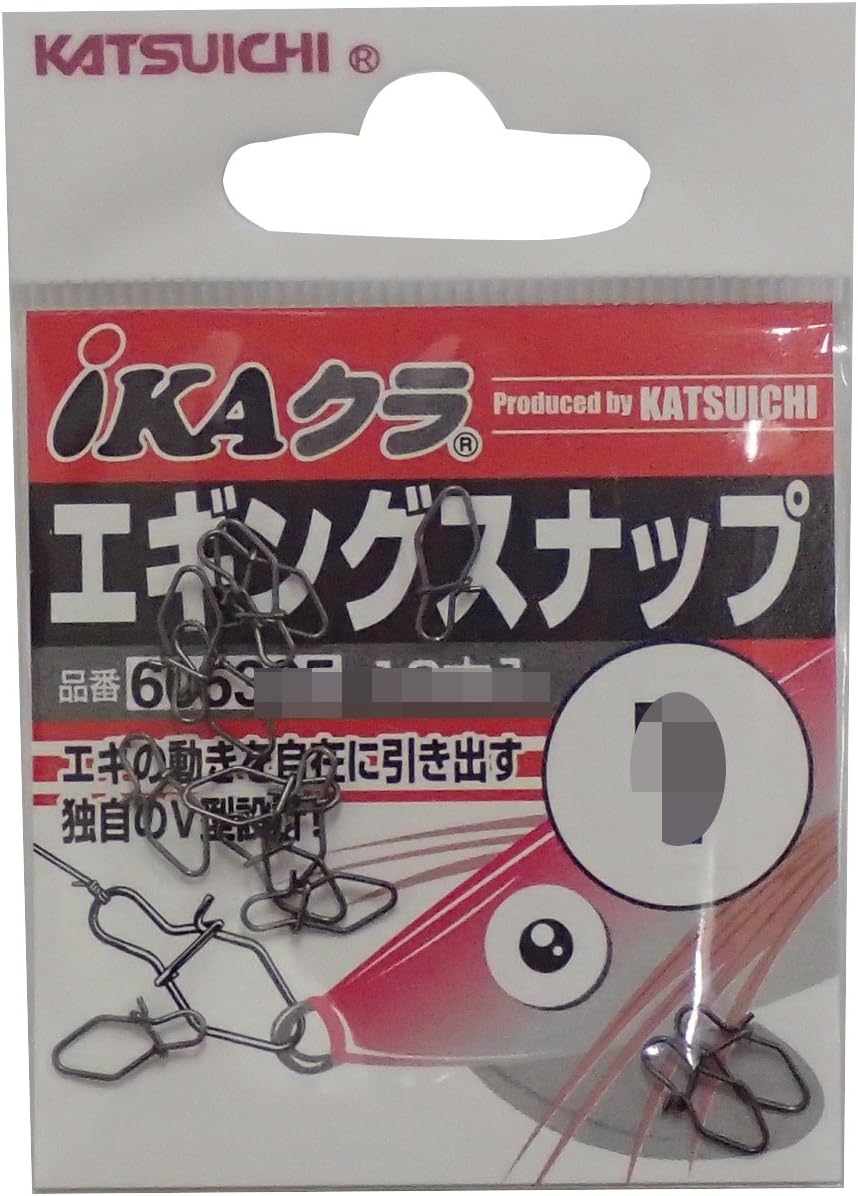 KATSUICHI ®
iKAクラ®
Produced by KATSUICHI
エギングスナップ
品番
エギの動きを自在に引き出す
独自のV型設計!